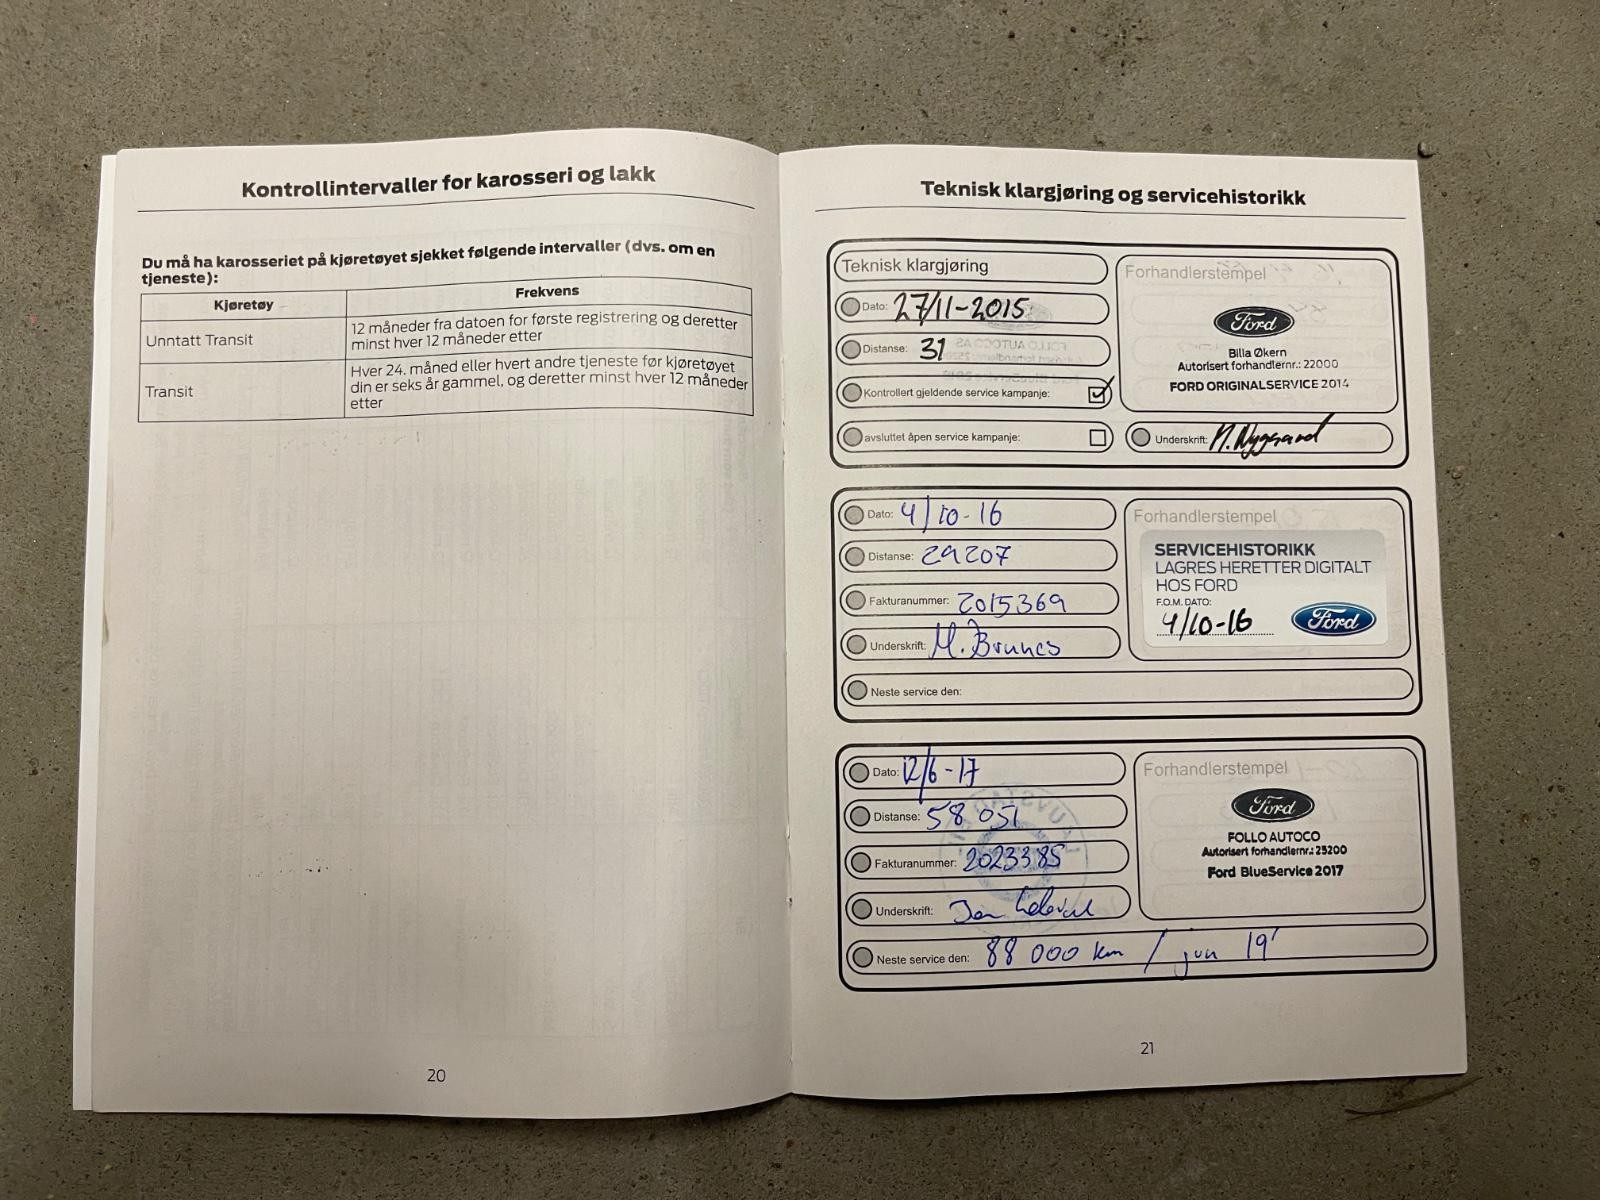 Kontrollintervaller for karosseri og lakk
Du må ha karosseriet på kjøretøyet sjekket følgende intervaller (dvs. om en
tjeneste):
Kjøretøy
Frekvens
Unntatt Transit
12 måneder fra datoen for første registrering og deretter
minst hver 12 måneder etter
Transit
Hver 24. måned eller hvert andre tjeneste før kjøretøyet
din er seks år gammel, og deretter minst hver 12 måneder
etter
20
Teknisk klargjøring og servicehistorikk
Teknisk klargjøring
Dato: 27/11-2015
Distanse: 31
Kontrollert gjeldende service kampanje:
avsluttet åpen service kampanje:
Forhandlerstempel
Ford
Billa Økern
Autorisert forhandlernr.: 22000
FORD ORIGINALSERVICE 2014
Underskrift: M. Nygaard
Dato: 4/10-16
Distanse: 29207
Fakturanummer: 2015369
Underskrift: M. Brunes
Neste service den:
Forhandlerstempel
SERVICEHISTORIKK
LAGRES HERETTER DIGITALT
HOS FORD
F.O.M. DATO:
4/10-16
Ford
Dato: 12/6-17
Distanse: 58 051
Fakturanummer: 2023385
Underskrift: Jan
Neste service den: 88 000 km / jun 19'
Forhandlerstempel
Ford
FOLLO AUTOCO
Autorisert forhandlernr.: 25200
Ford BlueService 2017
21